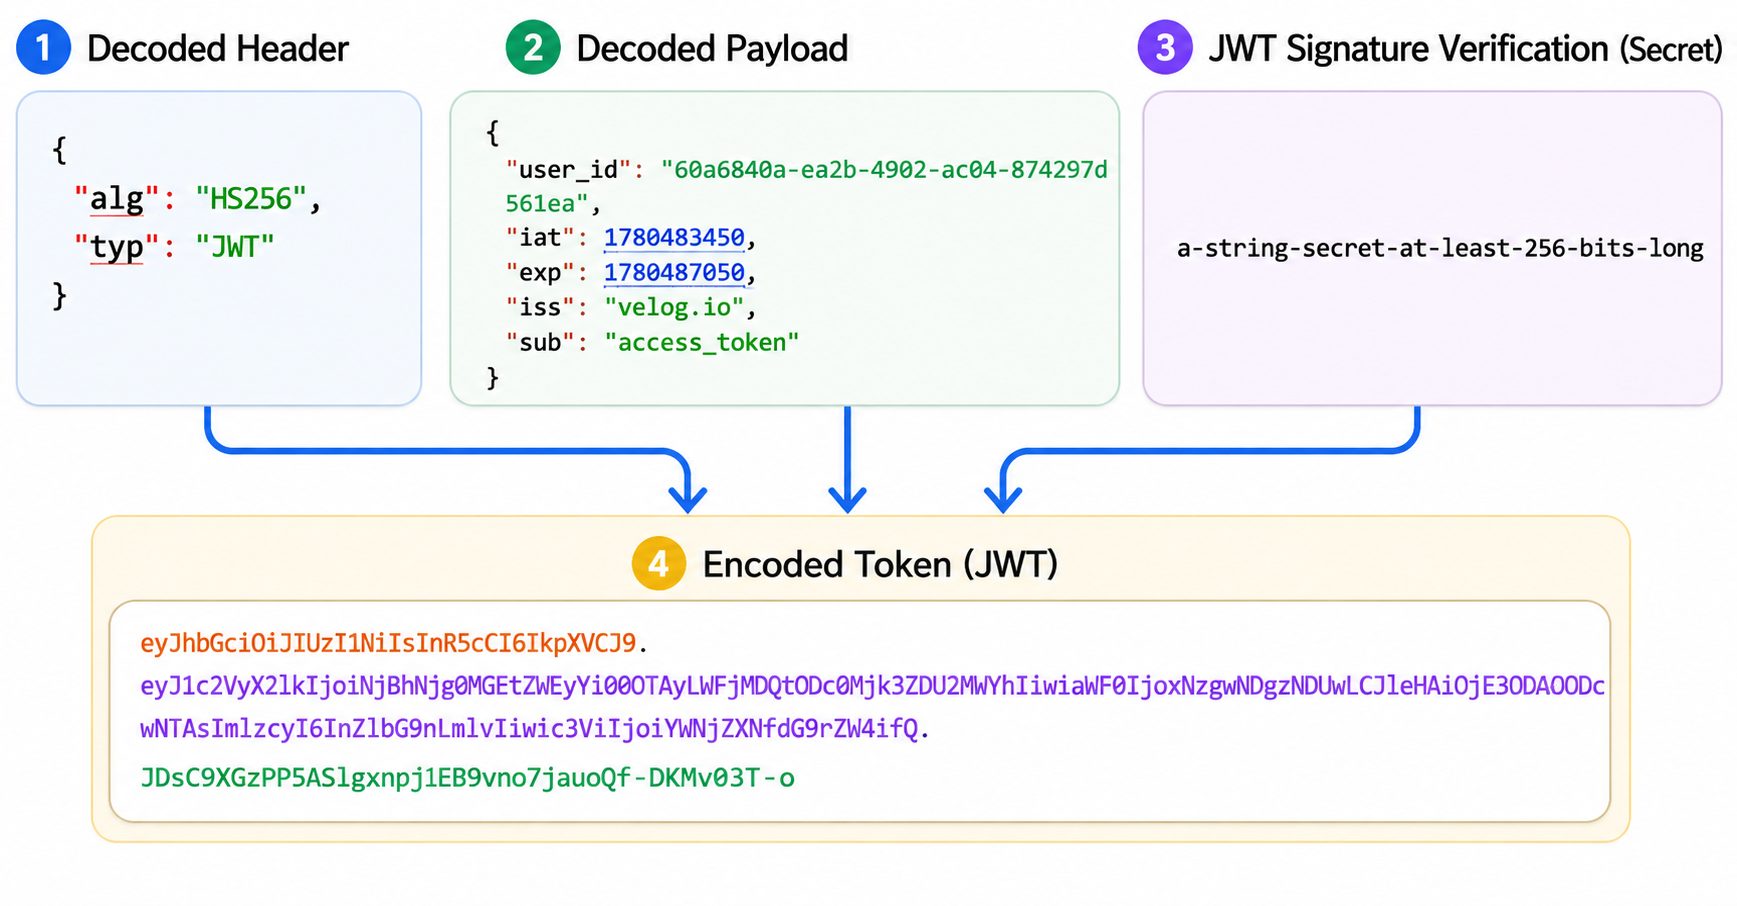 1 Decoded Header
{
"alg": "HS256",
"typ": "JWT"
}
2 Decoded Payload
{
"user_id": "60a6840a-ea2b-4902-ac04-874297d
561ea",
"iat": 1780483450,
"exp": 1780487050,
"iss": "velog.io",
"sub": "access_token"
}
3 JWT Signature Verification (Secret)
a-string-secret-at-least-256-bits-long
4 Encoded Token (JWT)
eyJhbGciOiJIUzI1NiIsInR5cCI6IkpXVCJ9.
eyJ1c2VyX2lkIjoiNjBhNjg0MGEtZWEyYi00OTAyLWFjMDQtODc0Mjk3ZDU2MWYhIiwiaWF0IjoxNzgwNDgzNDUwLCJleHAiOjE3ODA0ODc
wNTAsImlzcyI6InZlbG9nLmlvIiwic3ViIjoiYWNjZXNfdG9rZW4ifQ.
JDsC9XGzPP5ASlgxnpj1EB9vno7jauoQf-DKMv03T-o